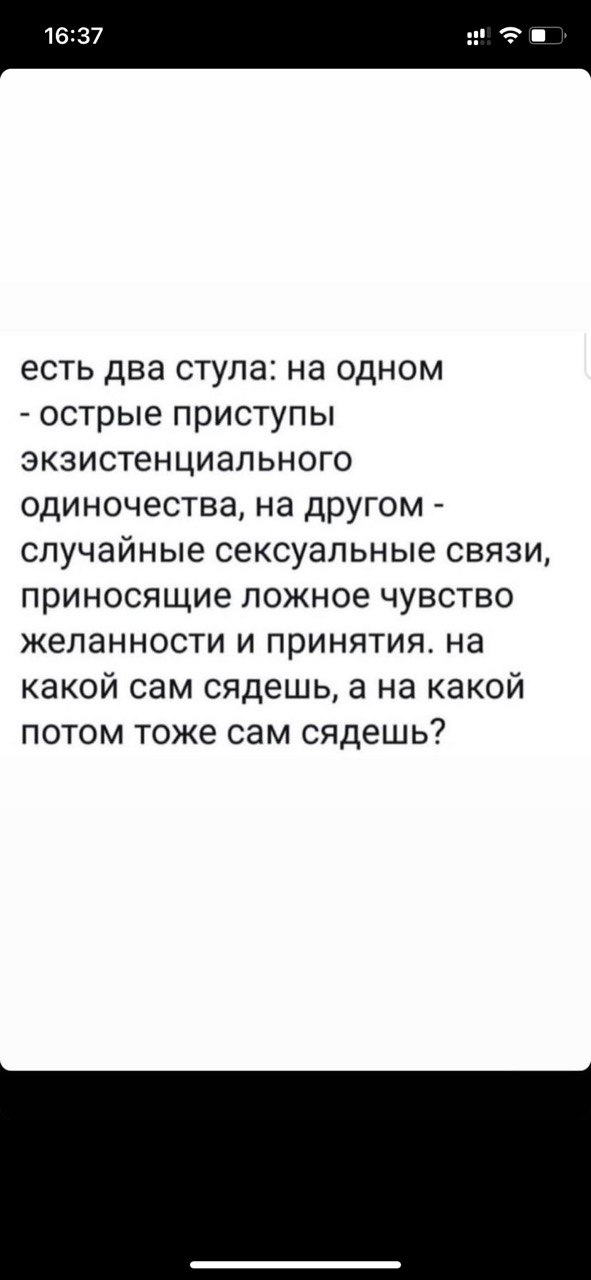 16:37
есть два стула: на одном
- острые приступы
экзистенциального
одиночества, на другом -
случайные сексуальные связи,
приносящие ложное чувство
желанности и принятия. на
какой сам сядешь, а на какой
потом тоже сам сядешь?